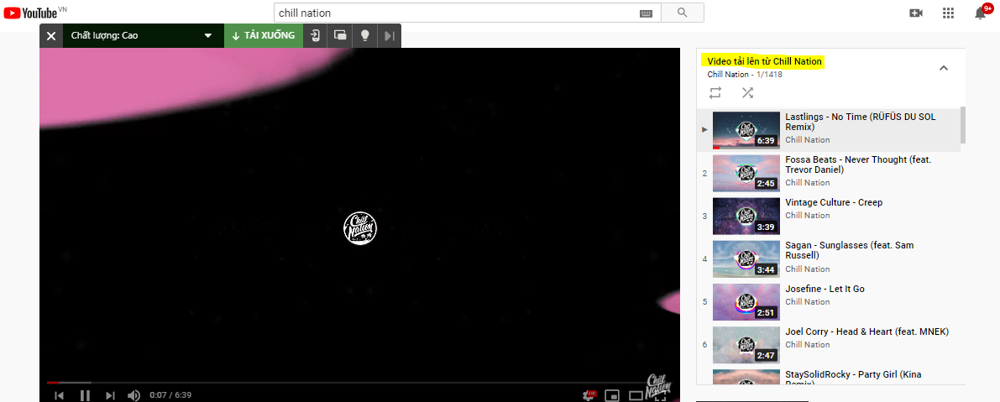 YouTube VN
chill nation
9+
Chất lượng: Cao
TẢI XUỐNG
Video tải lên từ Chill Nation
Chill Nation - 1/1418
6:39
Lastlings - No Time (RÜFÜS DU SOL
Remix)
Chill Nation
2
2:45
Fossa Beats - Never Thought (feat.
Trevor Daniel)
Chill Nation
3
3:39
Vintage Culture - Creep
Chill Nation
4
3:44
Sagan - Sunglasses (feat. Sam
Russell)
Chill Nation
5
2:51
Josefine - Let It Go
Chill Nation
6
2:47
Joel Corry - Head & Heart (feat. MNEK)
Chill Nation
StaySolidRocky - Party Girl (Kina
Remix)
Chill
Nation
0:07 / 6:39
HD
Chill
Nation